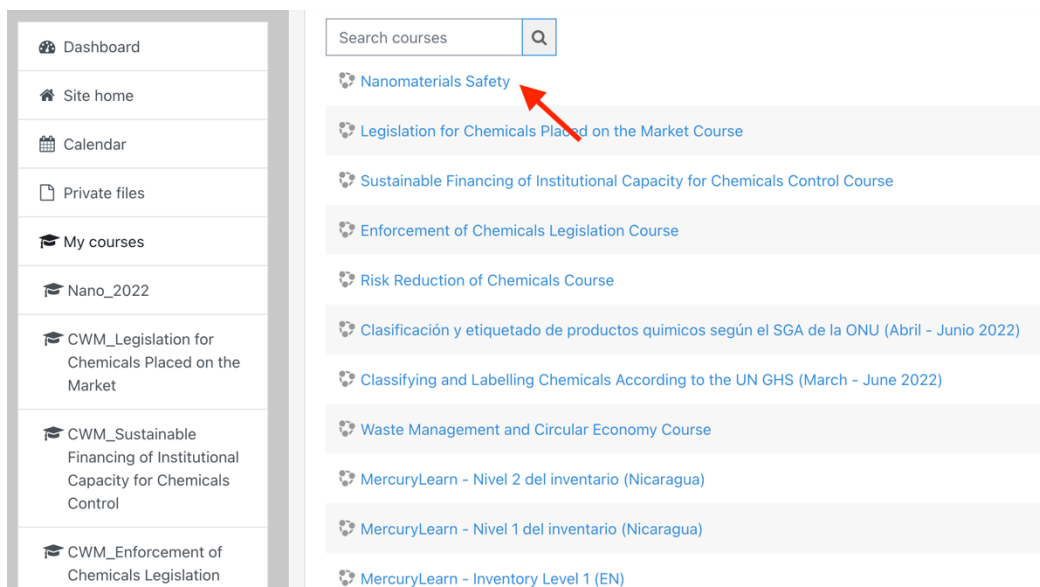 Dashboard
Site home
Calendar
Private files
My courses
Nano_2022
CWM_Legislation for
Chemicals Placed on the
Market
CWM_Sustainable
Financing of Institutional
Capacity for Chemicals
Control
CWM_Enforcement of
Chemicals Legislation
Search courses
Nanomaterials Safety
Legislation for Chemicals Placed on the Market Course
Sustainable Financing of Institutional Capacity for Chemicals Control Course
Enforcement of Chemicals Legislation Course
Risk Reduction of Chemicals Course
Clasificación y etiquetado de productos quimicos según el SGA de la ONU (Abril - Junio 2022)
Classifying and Labelling Chemicals According to the UN GHS (March - June 2022)
Waste Management and Circular Economy Course
MercuryLearn - Nivel 2 del inventario (Nicaragua)
MercuryLearn - Nivel 1 del inventario (Nicaragua)
MercuryLearn - Inventory Level 1 (EN)